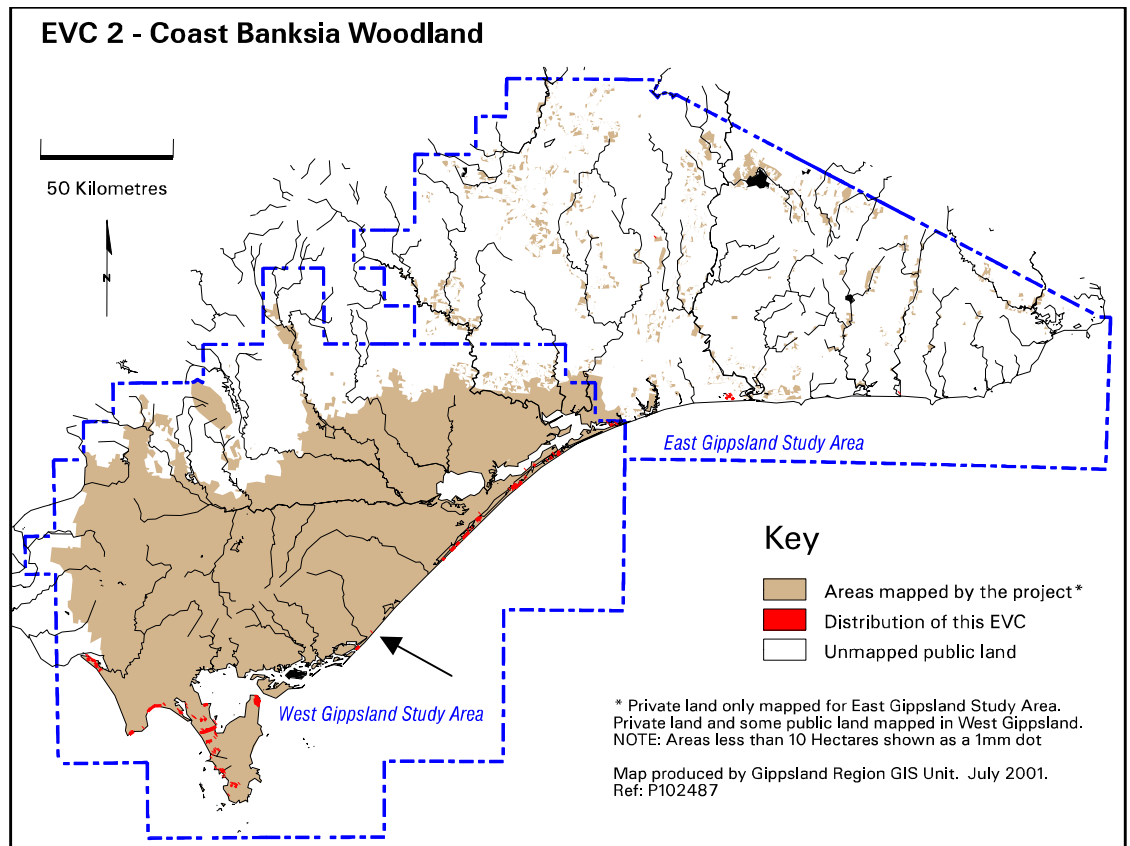 EVC 2 - Coast Banksia Woodland
50 Kilometres
N
East Gippsland Study Area
West Gippsland Study Area
Key
Areas mapped by the project*
Distribution of this EVC
Unmapped public land
* Private land only mapped for East Gippsland Study Area.
Private land and some public land mapped in West Gippsland.
NOTE: Areas less than 10 Hectares shown as a 1mm dot
Map produced by Gippsland Region GIS Unit. July 2001.
Ref: P102487